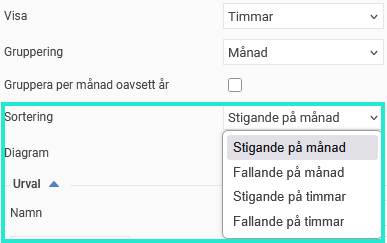 Visa Timmar
Gruppering Månad
Gruppera per månad oavsett år
Sortering Stigande på månad
Stigande på månad
Diagram
Fallande på månad
Urval
Stigande på timmar
Namn
Fallande på timmar